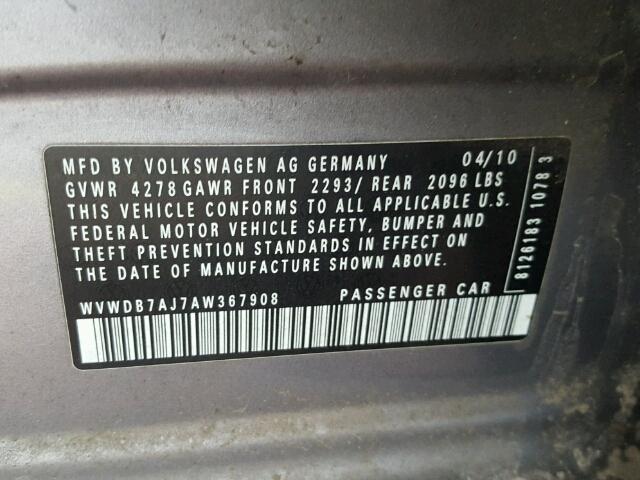 MFD BY VOLKSWAGEN AG GERMANY 04/10
GVWR 4278 GAWR FRONT 2293/ REAR 2096 LBS
THIS VEHICLE CONFORMS TO ALL APPLICABLE U.S.
FEDERAL MOTOR VEHICLE SAFETY, BUMPER AND
THEFT PREVENTION STANDARDS IN EFFECT ON
THE DATE OF MANUFACTURE SHOWN ABOVE.
WVWDB7AJ7AW367908 PASSENGER CAR
8126183 1078 3